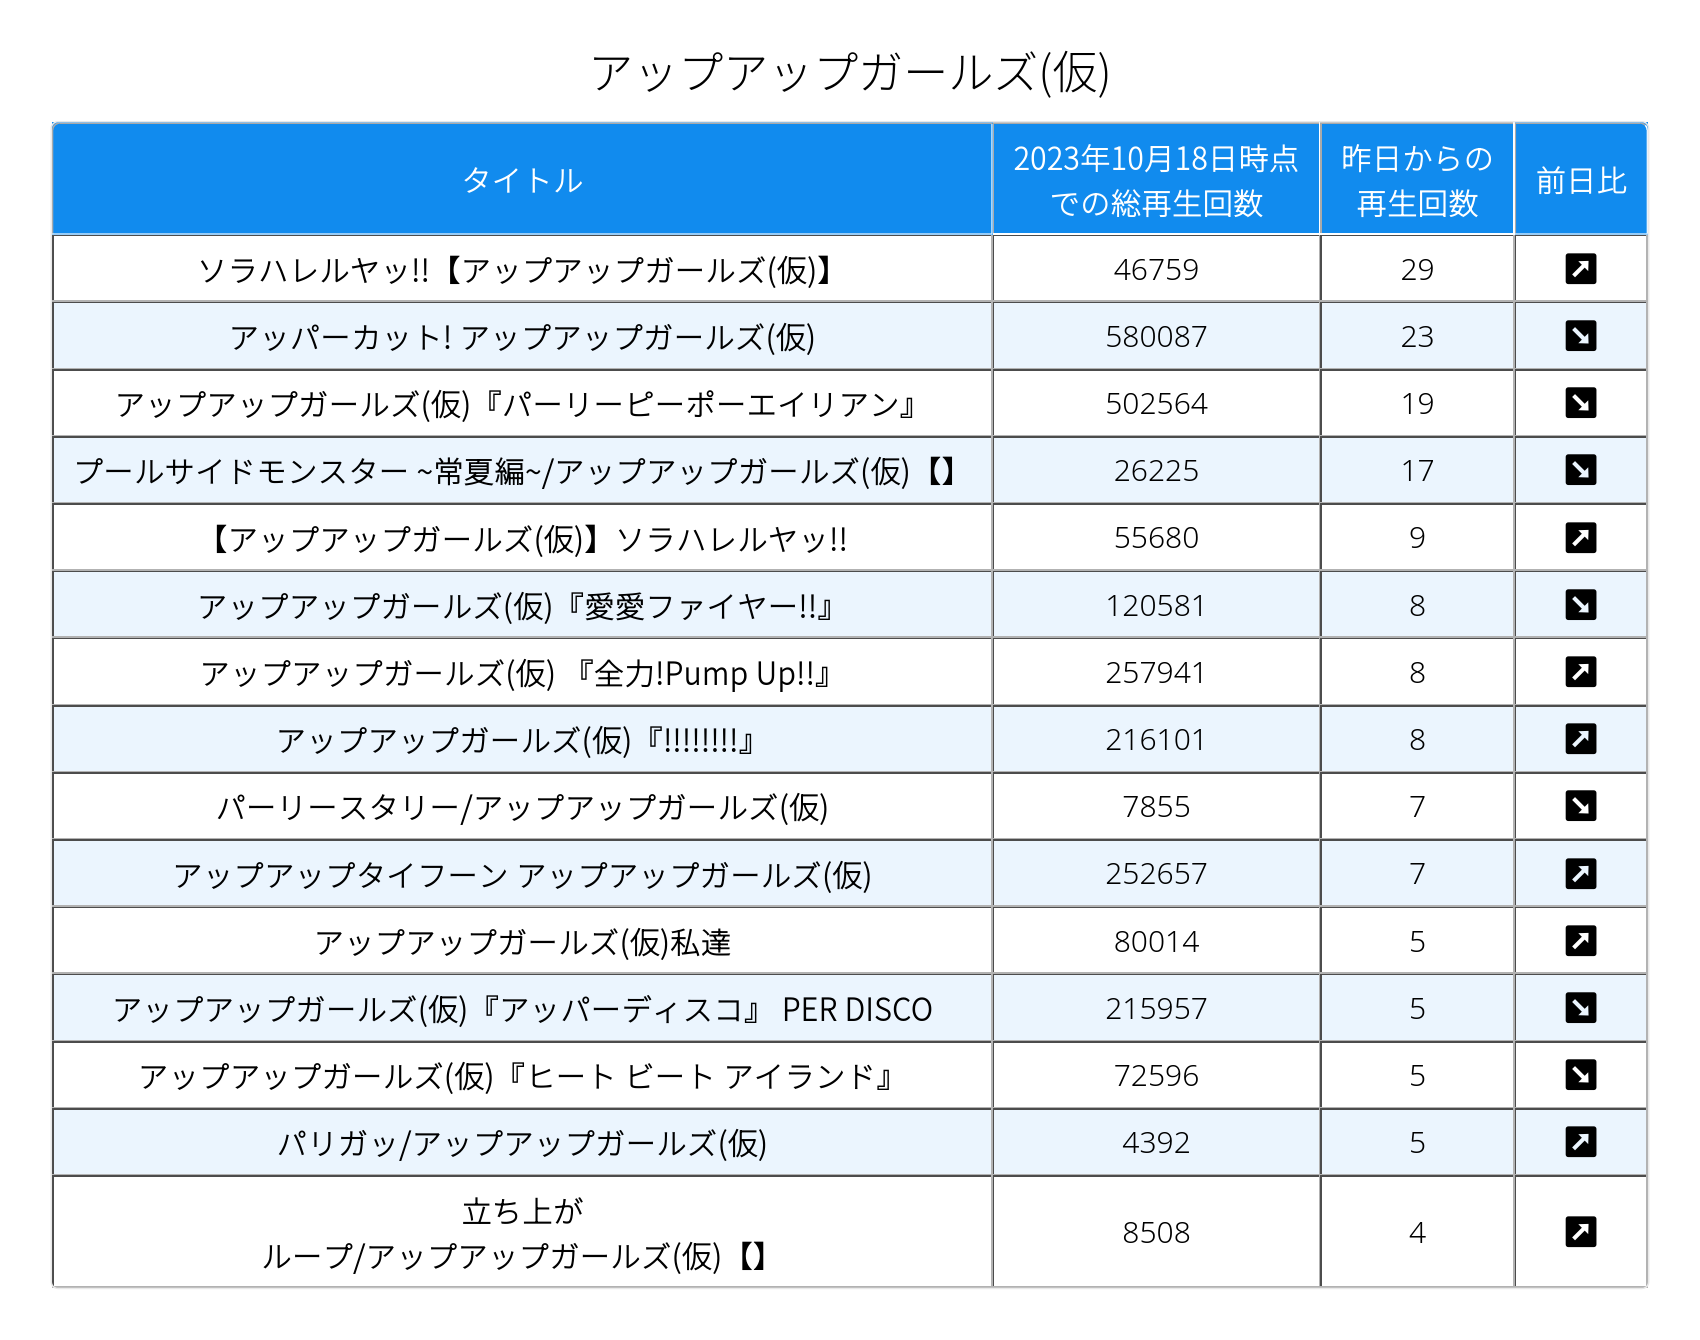 アップアップガールズ(仮)
タイトル
2023年10月18日時点
での総再生回数
昨日からの
再生回数
前日比
ソラハレルヤッ!!【アップアップガールズ(仮)】 46759 29 ↗
アッパーカット! アップアップガールズ(仮) 580087 23 ↘
アップアップガールズ(仮)『パーリーピーポーエイリアン』 502564 19 ↘
プールサイドモンスター ~常夏編~/アップアップガールズ(仮)【】 26225 17 ↘
【アップアップガールズ(仮)】ソラハレルヤッ!! 55680 9 ↗
アップアップガールズ(仮)『愛愛ファイヤー!!』 120581 8 ↘
アップアップガールズ(仮) 『全力!Pump Up!!』 257941 8 ↗
アップアップガールズ(仮)『!!!!!!!!』 216101 8 ↗
パーリースタリー/アップアップガールズ(仮) 7855 7 ↘
アップアップタイフーン アップアップガールズ(仮) 252657 7 ↗
アップアップガールズ(仮)私達 80014 5 ↗
アップアップガールズ(仮)『アッパーディスコ』 PER DISCO 215957 5 ↘
アップアップガールズ(仮)『ヒート ビート アイランド』 72596 5 ↘
パリガッ/アップアップガールズ(仮) 4392 5 ↗
立ち上が
ループ/アップアップガールズ(仮)【】 8508 4 ↗